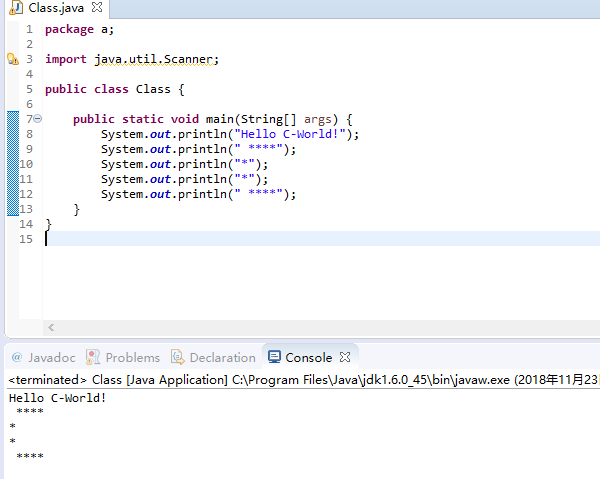 Class.java
1 package a;
2
3 import java.util.Scanner;
4
5 public class Class {
6
7 public static void main(String[] args) {
8 System.out.println("Hello C-World!");
9 System.out.println(" ****");
10 System.out.println("*");
11 System.out.println("*");
12 System.out.println(" ****");
13 }
14 }
15
@ Javadoc Problems Declaration Console
<terminated> Class [Java Application] C:\Program Files\Java\jdk1.6.0_45\bin\javaw.exe (2018年11月23
Hello C-World!
 ****
*
*
 ****